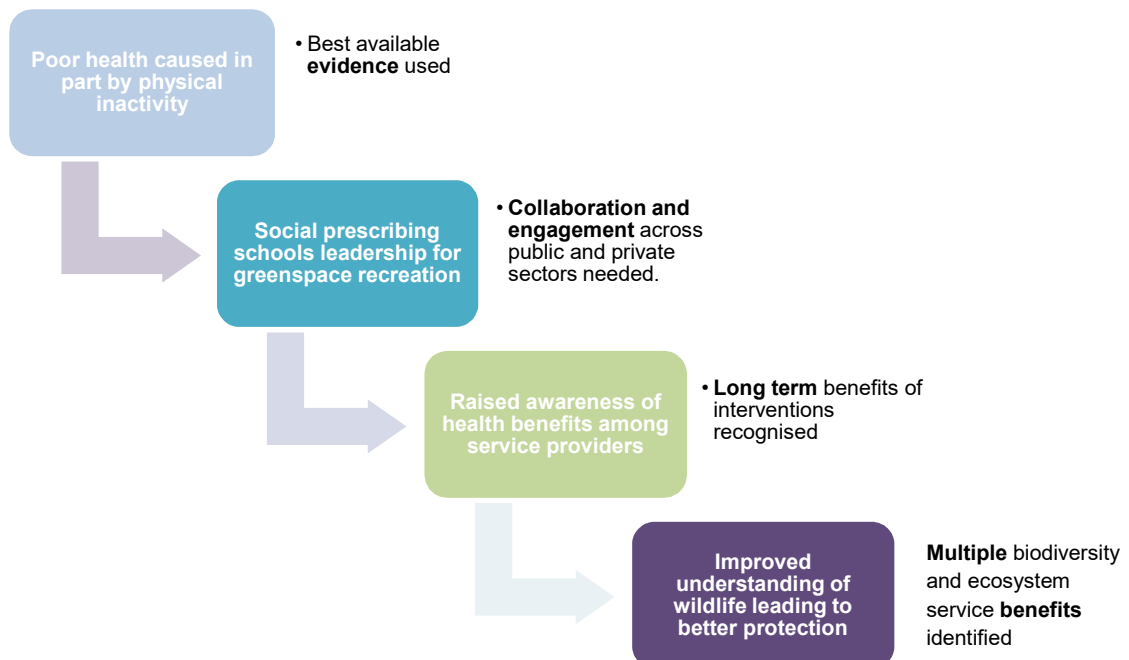 Poor health caused in
part by physical
inactivity
• Best available
evidence used
Social prescribing
schools leadership for
greenspace recreation
• Collaboration and
engagement across
public and private
sectors needed.
Raised awareness of
health benefits among
service providers
• Long term benefits of
interventions
recognised
Improved
understanding of
wildlife leading to
better protection
Multiple biodiversity
and ecosystem
service benefits
identified